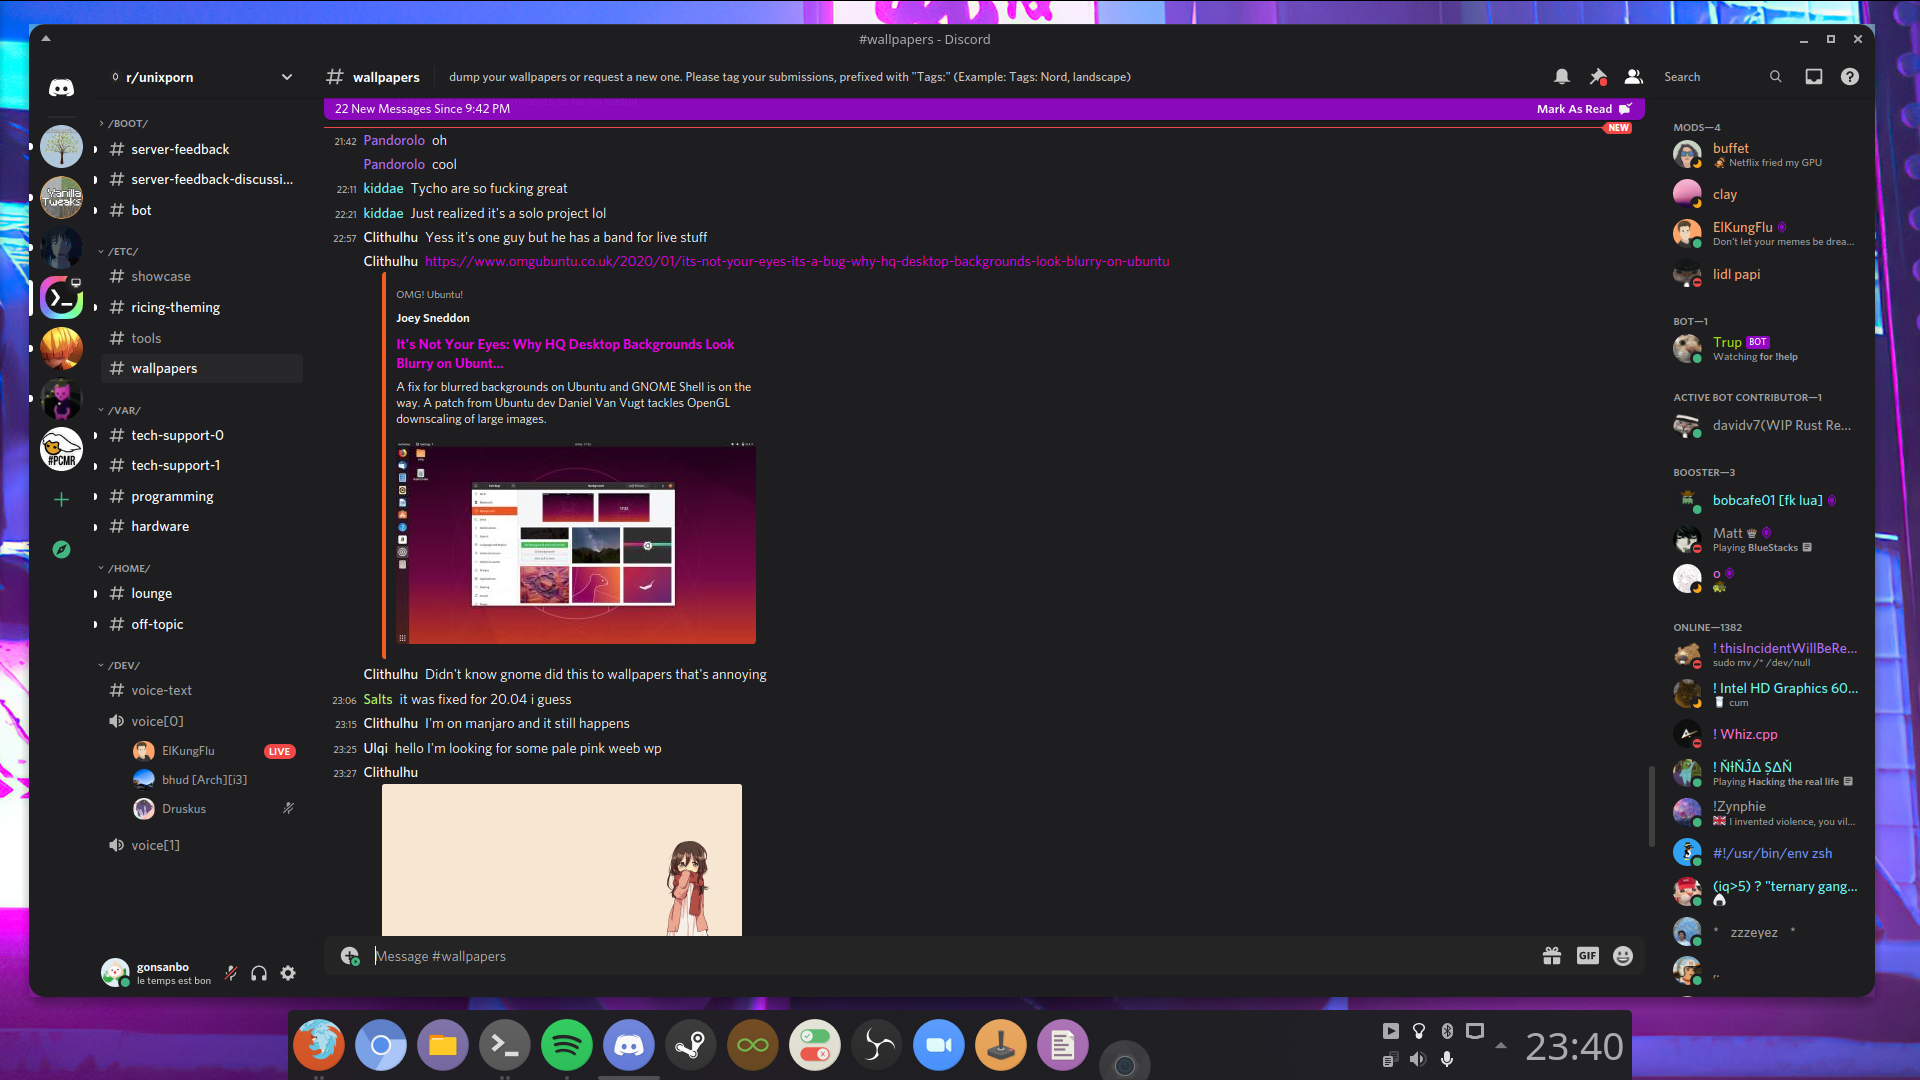 #wallpapers - Discord
r/unixporn
# wallpapers
dump your wallpapers or request a new one. Please tag your submissions, prefixed with "Tags:" (Example: Tags: Nord, landscape)
Search
22 New Messages Since 9:42 PM
Mark As Read
NEW
/BOOT/
# server-feedback
# server-feedback-discussi...
# bot
/ETC/
# showcase
# ricing-theming
# tools
# wallpapers
/VAR/
# tech-support-0
# tech-support-1
# programming
# hardware
/HOME/
# lounge
# off-topic
/DEV/
# voice-text
voice[0]
ElKungFlu
LIVE
bhud [Arch][i3]
Druskus
voice[1]
gonsanbo
le temps est bon
Vanilla
Tweaks
#PCMR
21:42 Pandorolo oh
Pandorolo cool
22:11 kiddae Tycho are so fucking great
22:21 kiddae Just realized it's a solo project lol
22:57 Clithulhu Yess it's one guy but he has a band for live stuff
Clithulhu https://www.omgubuntu.co.uk/2020/01/its-not-your-eyes-its-a-bug-why-hq-desktop-backgrounds-look-blurry-on-ubuntu
OMG! Ubuntu!
Joey Sneddon
It's Not Your Eyes: Why HQ Desktop Backgrounds Look
Blurry on Ubunt...
A fix for blurred backgrounds on Ubuntu and GNOME Shell is on the
way. A patch from Ubuntu dev Daniel Van Vugt tackles OpenGL
downscaling of large images.
Clithulhu Didn't know gnome did this to wallpapers that's annoying
23:06 Salts it was fixed for 20.04 i guess
23:15 Clithulhu I'm on manjaro and it still happens
23:25 Ulqi hello I'm looking for some pale pink weeb wp
23:27 Clithulhu
Message #wallpapers
GIF
MODS—4
buffet
Netflix fried my GPU
clay
ElKungFlu
Don't let your memes be drea...
lidl papi
BOT—1
Trup BOT
Watching for !help
ACTIVE BOT CONTRIBUTOR—1
davidv7(WIP Rust Re...
BOOSTER—3
bobcafe01 [fk lua]
Matt
Playing BlueStacks
o
ONLINE—1382
! thisIncidentWillBeRe...
sudo mv /* /dev/null
! Intel HD Graphics 60...
cum
! Whiz.cpp
! ŇƗŇĴΔ ŞΔŇ
Playing Hacking the real life
!Zynphie
I invented violence, you vil...
#!/usr/bin/env zsh
(iq>5) ? "ternary gang...
* zzzeyez *
,.
23:40